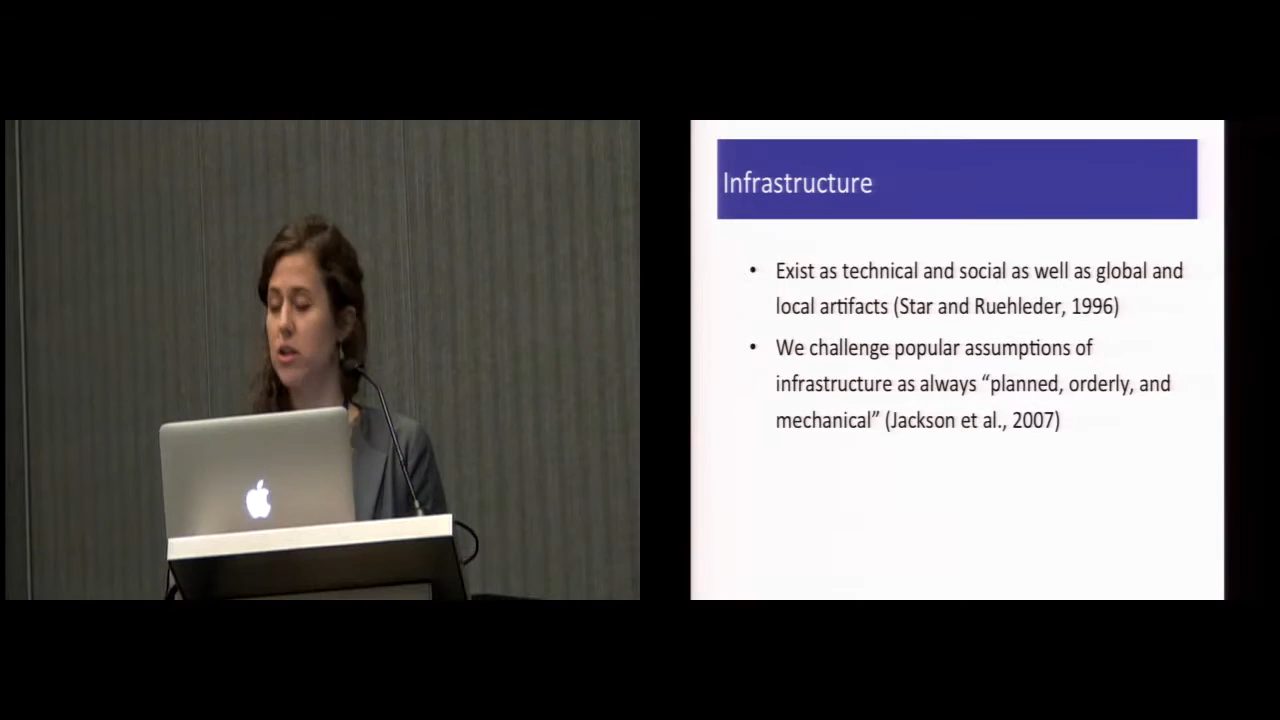 Infrastructure
• Exist as technical and social as well as global and
local artifacts (Star and Ruehleder, 1996)
• We challenge popular assumptions of
infrastructure as always “planned, orderly, and
mechanical” (Jackson et al., 2007)